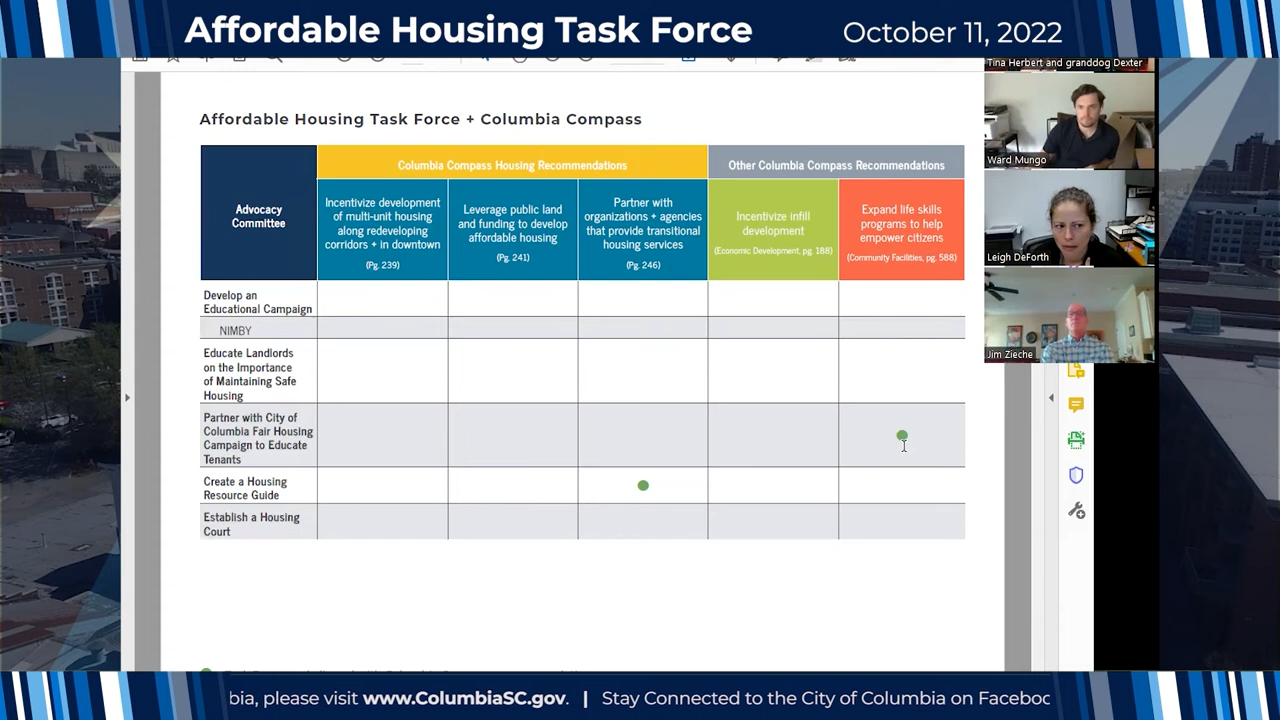 Affordable Housing Task Force
October 11, 2022
Tina Herbert and granddog Dexter
Ward Mungo
Leigh DeForth
Jim Zieche
Affordable Housing Task Force + Columbia Compass
Columbia Compass Housing Recommendations
Other Columbia Compass Recommendations
Advocacy
Committee
Incentivize development
of multi-unit housing
along redeveloping
corridors + in downtown
(Pg. 239)
Leverage public land
and funding to develop
affordable housing
(Pg. 241)
Partner with
organizations + agencies
that provide transitional
housing services
(Pg. 246)
Incentivize infill
development
(Economic Development, pg. 188)
Expand life skills
programs to help
empower citizens
(Community Facilities, pg. 588)
Develop an
Educational Campaign
NIMBY
Educate Landlords
on the Importance
of Maintaining Safe
Housing
Partner with City of
Columbia Fair Housing
Campaign to Educate
Tenants
Create a Housing
Resource Guide
Establish a Housing
Court
bia, please visit www.ColumbiaSC.gov. | Stay Connected to the City of Columbia on Faceboc